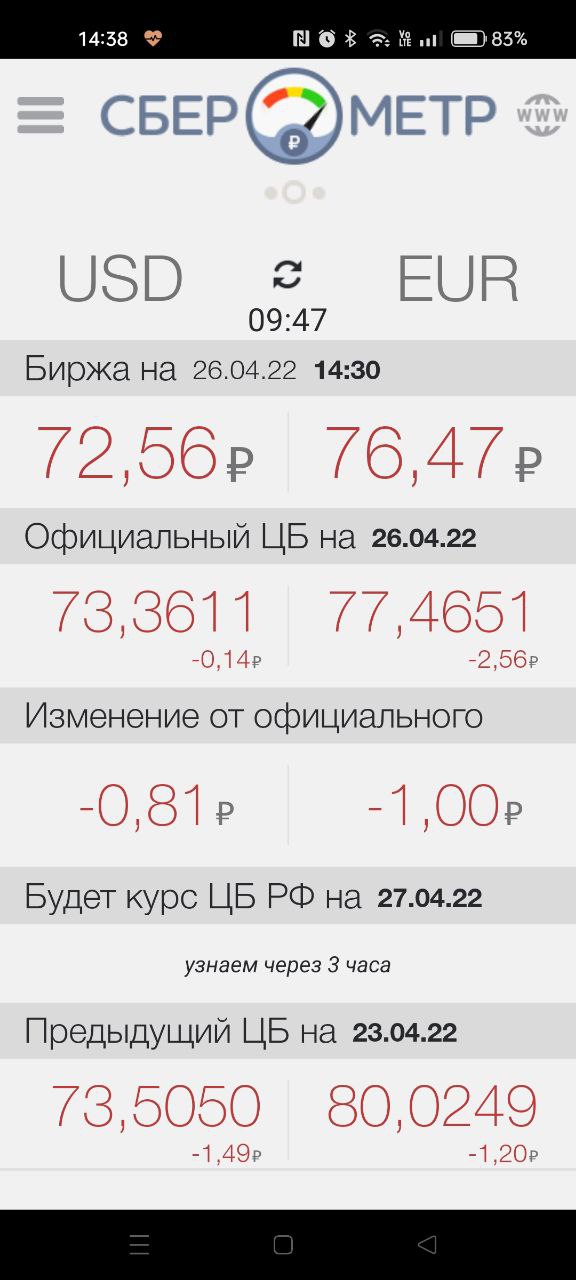 14:38 Vo LTE 83%
СБЕР МЕТР www
₽
USD EUR
09:47
Биржа на 26.04.22 14:30
72,56₽ 76,47₽
Официальный ЦБ на 26.04.22
73,3611 77,4651
-0,14₽ -2,56₽
Изменение от официального
-0,81₽ -1,00₽
Будет курс ЦБ РФ на 27.04.22
узнаем через 3 часа
Предыдущий ЦБ на 23.04.22
73,5050 80,0249
-1,49₽ -1,20₽